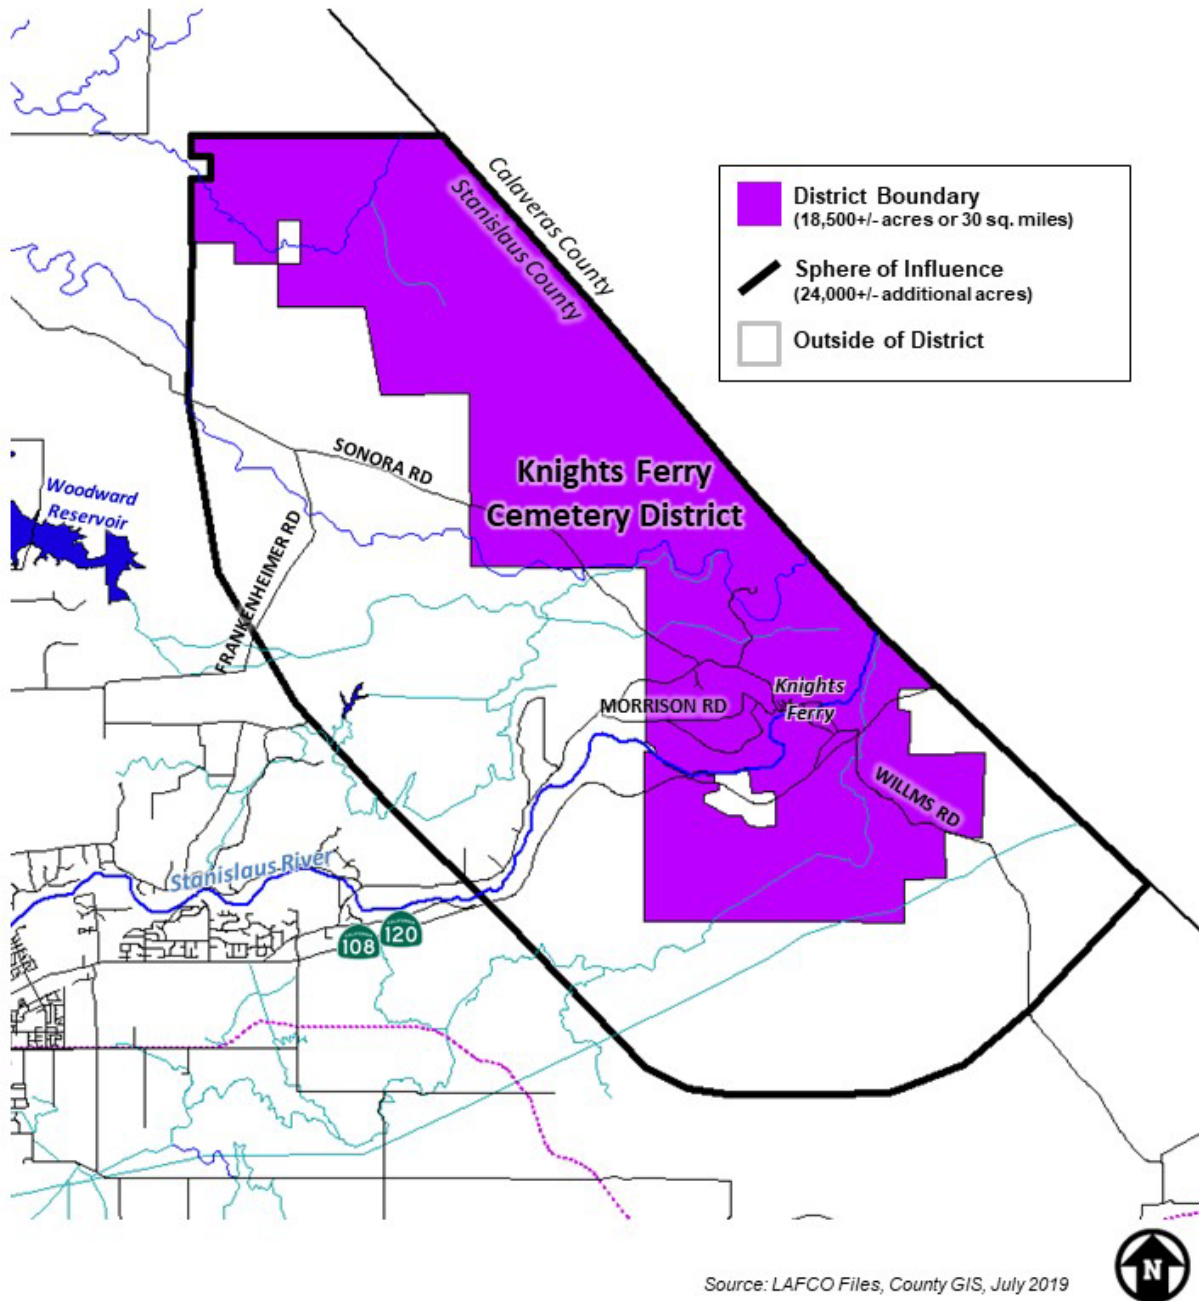 Calaveras County
Stanislaus County
District Boundary
(18,500+/- acres or 30 sq. miles)
Sphere of Influence
(24,000+/- additional acres)
Outside of District
SONORA RD
Knights Ferry
Cemetery District
Woodward
Reservoir
FRANKENHEIMER RD
MORRISON RD
Knights
Ferry
WILLMS RD
Stanislaus River
CALIFORNIA
108
CALIFORNIA
120
N
Source: LAFCO Files, County GIS, July 2019